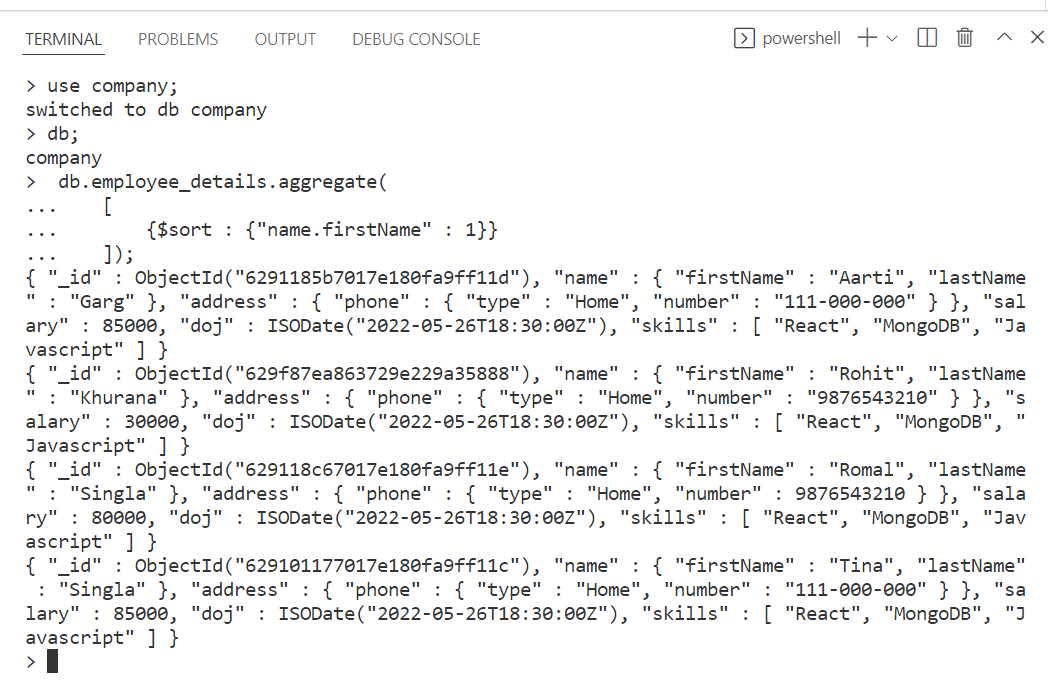 TERMINAL PROBLEMS OUTPUT DEBUG CONSOLE powershell
> use company;
switched to db company
> db;
company
>  db.employee_details.aggregate(
...    [
...        {$sort : {"name.firstName" : 1}}
...    ]);
{ "_id" : ObjectId("6291185b7017e180fa9ff11d"), "name" : { "firstName" : "Aarti", "lastName
" : "Garg" }, "address" : { "phone" : { "type" : "Home", "number" : "111-000-000" } }, "sal
ary" : 85000, "doj" : ISODate("2022-05-26T18:30:00Z"), "skills" : [ "React", "MongoDB", "Ja
vascript" ] }
{ "_id" : ObjectId("629f87ea863729e229a35888"), "name" : { "firstName" : "Rohit", "lastName
" : "Khurana" }, "address" : { "phone" : { "type" : "Home", "number" : "9876543210" } }, "s
alary" : 30000, "doj" : ISODate("2022-05-26T18:30:00Z"), "skills" : [ "React", "MongoDB", "
Javascript" ] }
{ "_id" : ObjectId("629118c67017e180fa9ff11e"), "name" : { "firstName" : "Romal", "lastName
" : "Singla" }, "address" : { "phone" : { "type" : "Home", "number" : 9876543210 } }, "sala
ry" : 80000, "doj" : ISODate("2022-05-26T18:30:00Z"), "skills" : [ "React", "MongoDB", "Jav
ascript" ] }
{ "_id" : ObjectId("629101177017e180fa9ff11c"), "name" : { "firstName" : "Tina", "lastName"
 : "Singla" }, "address" : { "phone" : { "type" : "Home", "number" : "111-000-000" } }, "sa
lary" : 85000, "doj" : ISODate("2022-05-26T18:30:00Z"), "skills" : [ "React", "MongoDB", "J
avascript" ] }
>